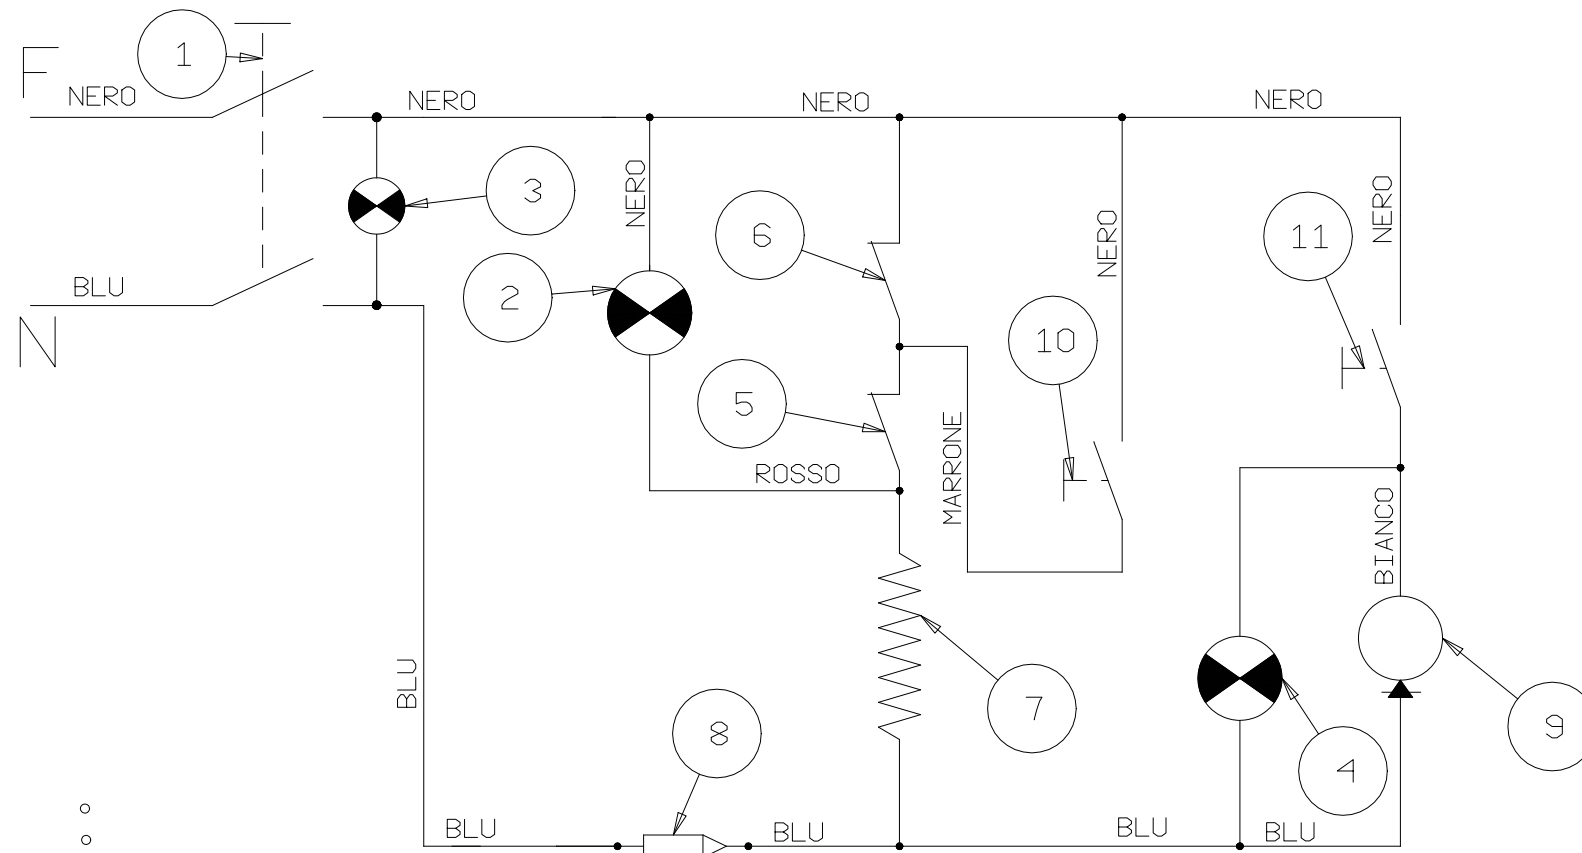 1
F
NERO
NERO
NERO
NERO
3
NERO
6
NERO
11
NERO
BLU
2
N
10
5
ROSSO
MARRONE
BIANCO
BLU
7
8
9
4
BLU
BLU
BLU
BLU